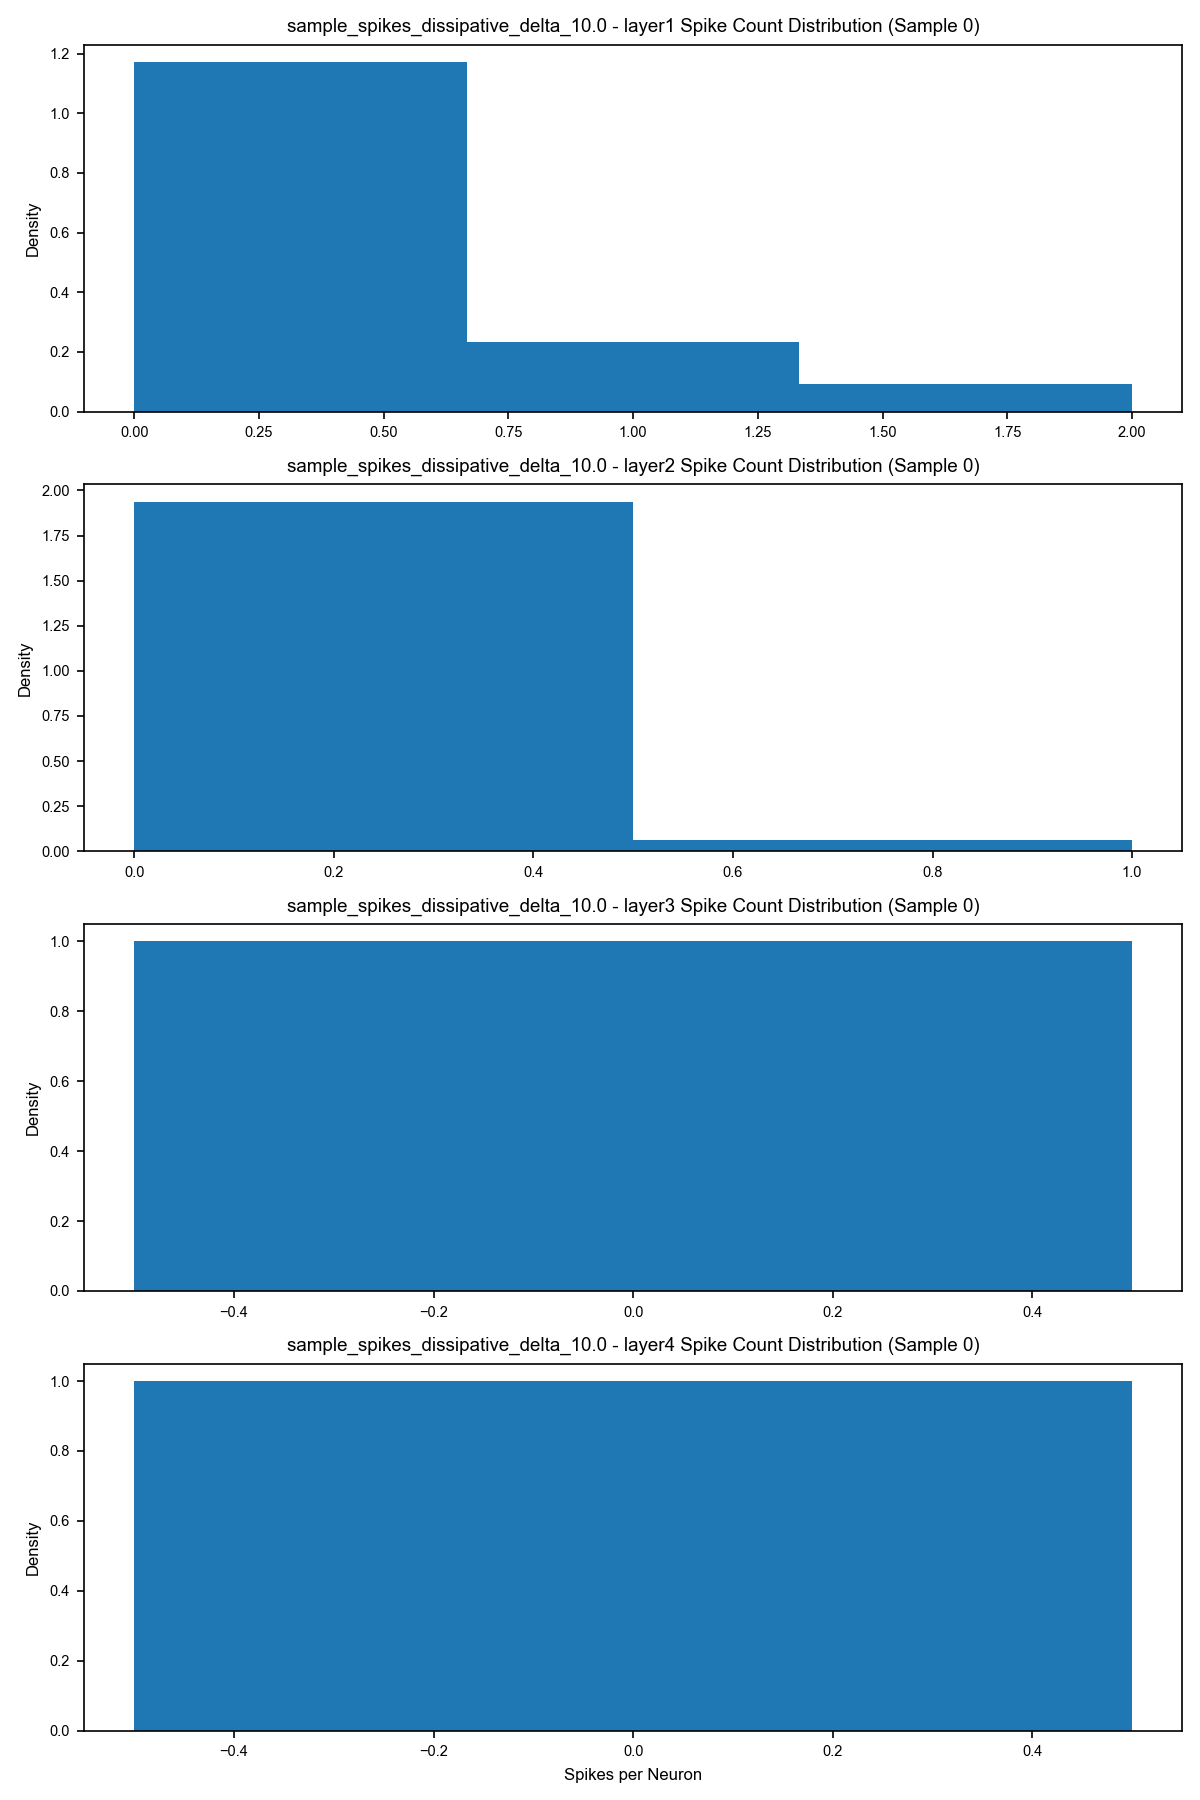 sample_spikes_dissipative_delta_10.0 - layer1 Spike Count Distribution (Sample 0)
1.2
1.0
0.8
0.6
0.4
0.2
0.0
Density
0.00 0.25 0.50 0.75 1.00 1.25 1.50 1.75 2.00
sample_spikes_dissipative_delta_10.0 - layer2 Spike Count Distribution (Sample 0)
2.00
1.75
1.50
1.25
1.00
0.75
0.50
0.25
0.00
Density
0.0 0.2 0.4 0.6 0.8 1.0
sample_spikes_dissipative_delta_10.0 - layer3 Spike Count Distribution (Sample 0)
1.0
0.8
0.6
0.4
0.2
0.0
Density
−0.4 −0.2 0.0 0.2 0.4
sample_spikes_dissipative_delta_10.0 - layer4 Spike Count Distribution (Sample 0)
1.0
0.8
0.6
0.4
0.2
0.0
Density
−0.4 −0.2 0.0 0.2 0.4
Spikes per Neuron